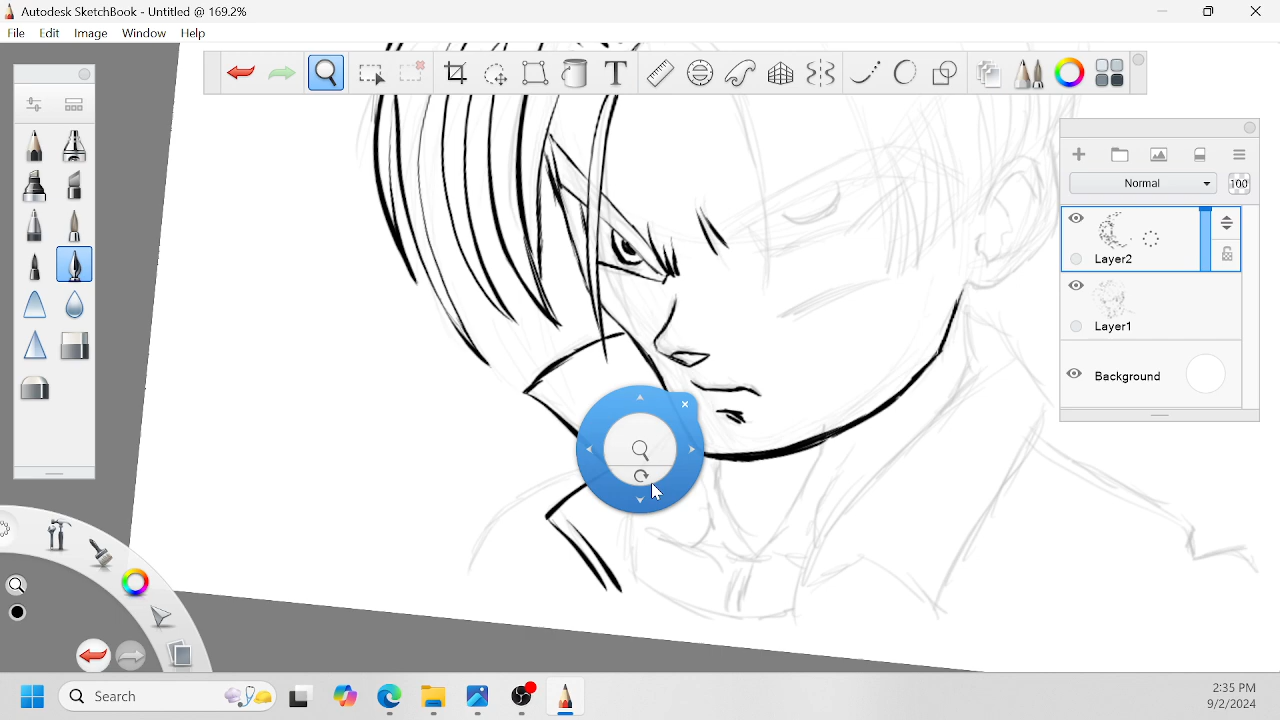 Autodesk SketchBook - Untitled @ 169.2%
File Edit Image Window Help
Normal 100
Layer2
Layer1
Background
Search
2:35 PM
9/2/2024